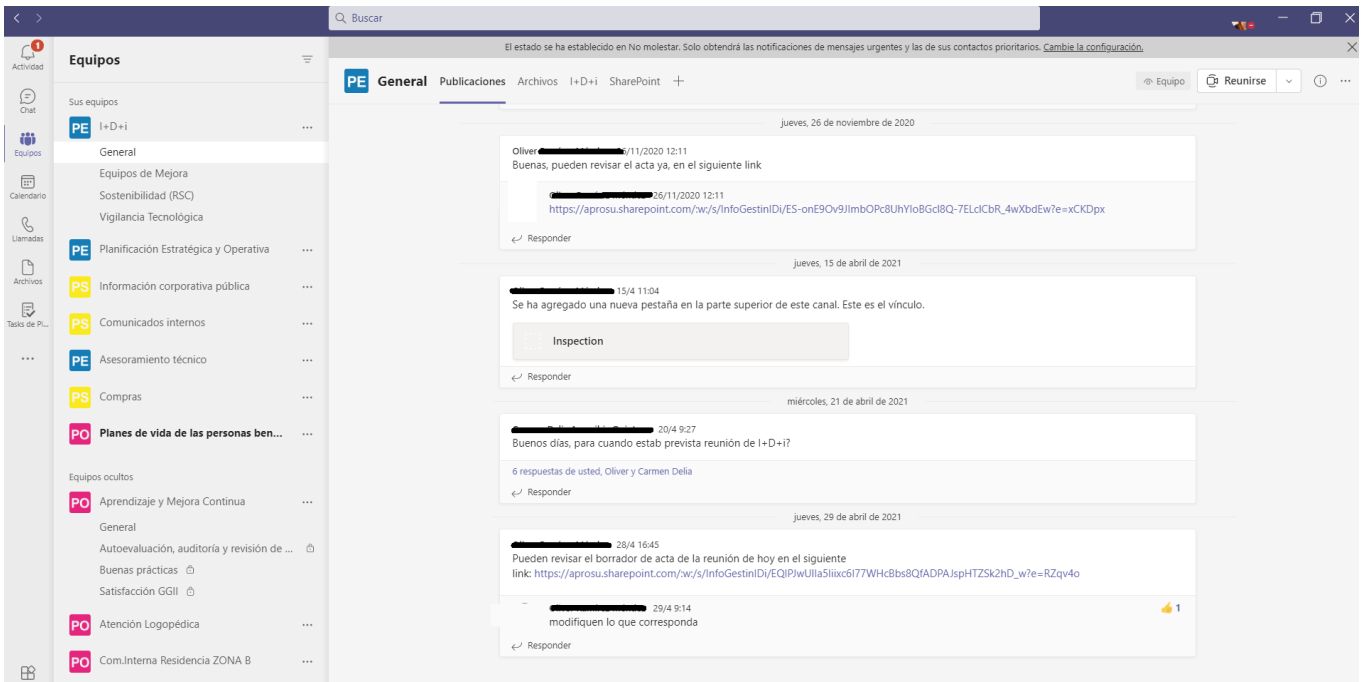 Buscar
El estado se ha establecido en No molestar. Solo obtendrá las notificaciones de mensajes urgentes y las de sus contactos prioritarios. Cambie la configuración.
1
Actividad
Chat
Equipos
Calendario
Llamadas
Archivos
Tasks de Pl...
Equipos
Sus equipos
PE I+D+i
General
Equipos de Mejora
Sostenibilidad (RSC)
Vigilancia Tecnológica
PE Planificación Estratégica y Operativa
PS Información corporativa pública
PS Comunicados internos
PE Asesoramiento técnico
PS Compras
PO Planes de vida de las personas ben...
Equipos ocultos
PO Aprendizaje y Mejora Continua
General
Autoevaluación, auditoría y revisión de ...
Buenas prácticas
Satisfacción GGII
PO Atención Logopédica
PO Com.Interna Residencia ZONA B
PE General Publicaciones Archivos I+D+i SharePoint
Equipo Reunirse
jueves, 26 de noviembre de 2020
Oliver 6/11/2020 12:11
Buenas, pueden revisar el acta ya, en el siguiente link
26/11/2020 12:11
https://aprosu.sharepoint.com/:w:/s/InfoGestinIDi/ES-onE9Ov9JImbOPc8UhYIoBGcI8Q-7ELcICbR_4wXbdEw?e=xCKDpx
Responder
jueves, 15 de abril de 2021
15/4 11:04
Se ha agregado una nueva pestaña en la parte superior de este canal. Este es el vínculo.
Inspection
Responder
miércoles, 21 de abril de 2021
20/4 9:27
Buenos días, para cuando estab prevista reunión de I+D+i?
6 respuestas de usted, Oliver y Carmen Delia
Responder
jueves, 29 de abril de 2021
28/4 16:45
Pueden revisar el borrador de acta de la reunión de hoy en el siguiente
link: https://aprosu.sharepoint.com/:w:/s/InfoGestinIDi/EQlPJwUIla5Iiixc6I77WHcBbs8QfADPAJspHTZSk2hD_w?e=RZqv4o
29/4 9:14
1
modifiquen lo que corresponda
Responder